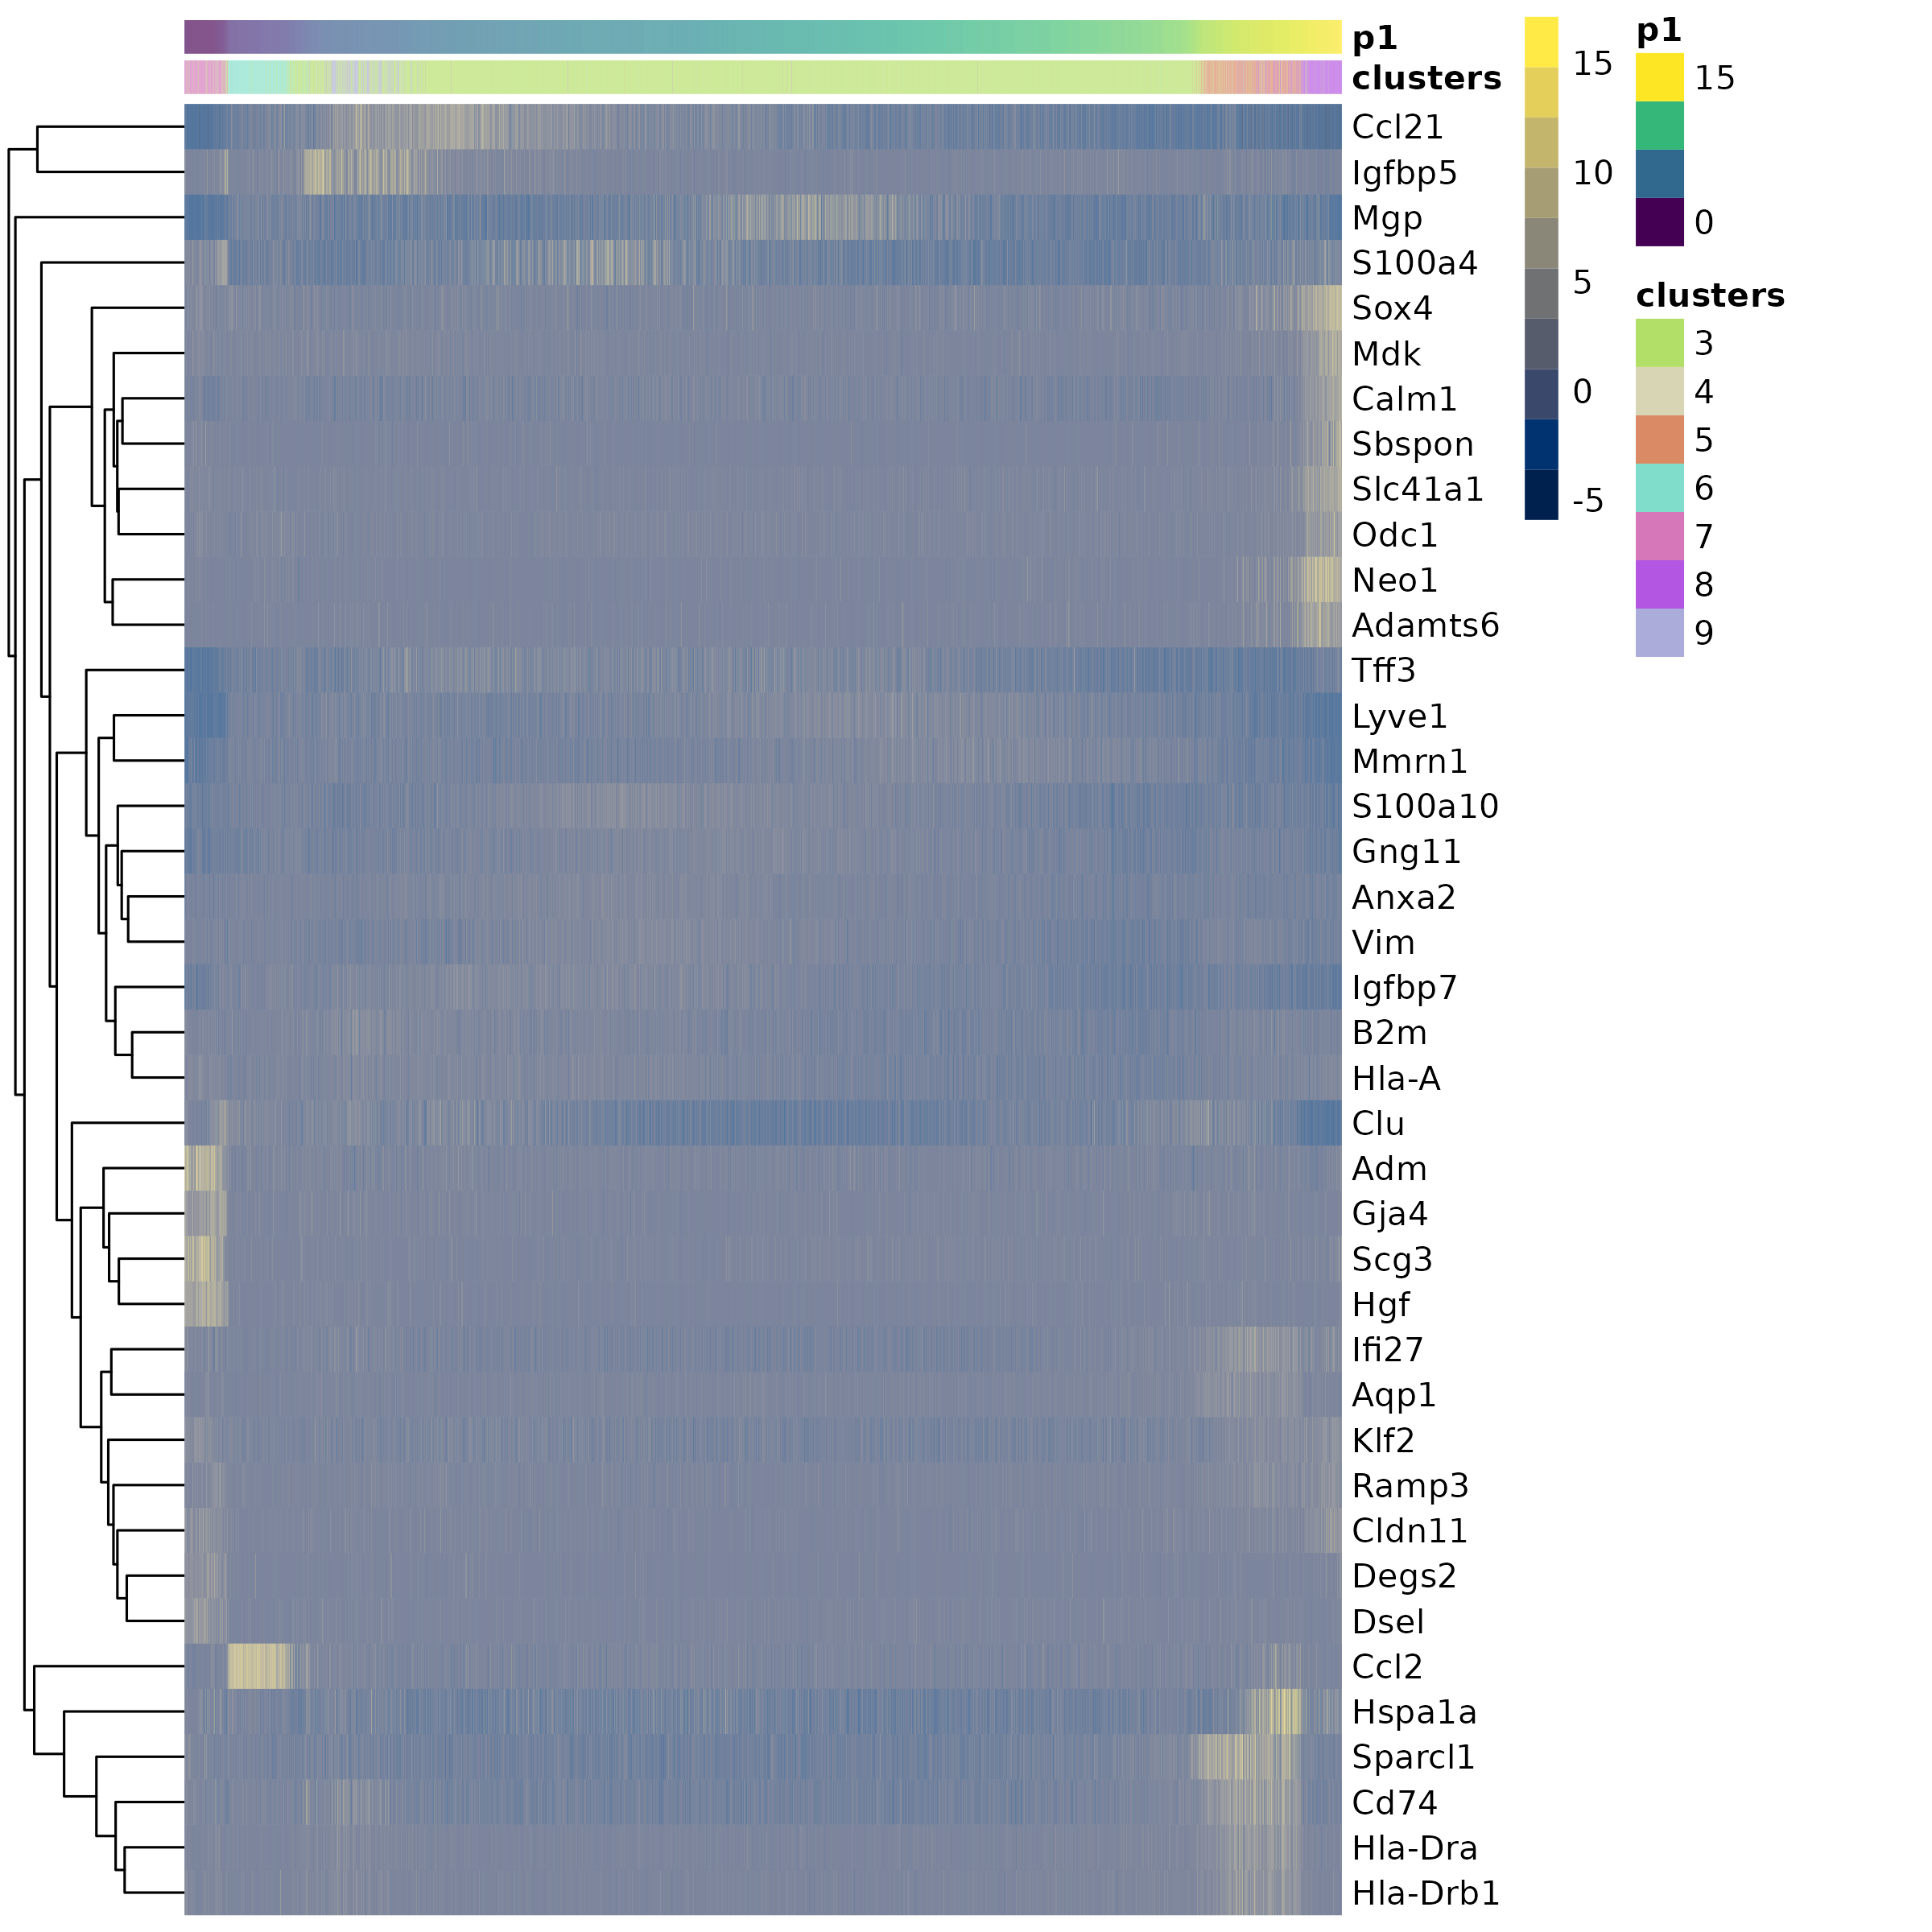 p1
clusters
Ccl21
Igfbp5
Mgp
S100a4
Sox4
Mdk
Calm1
Sbspon
Slc41a1
Odc1
Neo1
Adamts6
Tff3
Lyve1
Mmrn1
S100a10
Gng11
Anxa2
Vim
Igfbp7
B2m
Hla-A
Clu
Adm
Gja4
Scg3
Hgf
Ifi27
Aqp1
Klf2
Ramp3
Cldn11
Degs2
Dsel
Ccl2
Hspa1a
Sparcl1
Cd74
Hla-Dra
Hla-Drb1
15
10
5
0
-5
p1
15
0
clusters
3
4
5
6
7
8
9